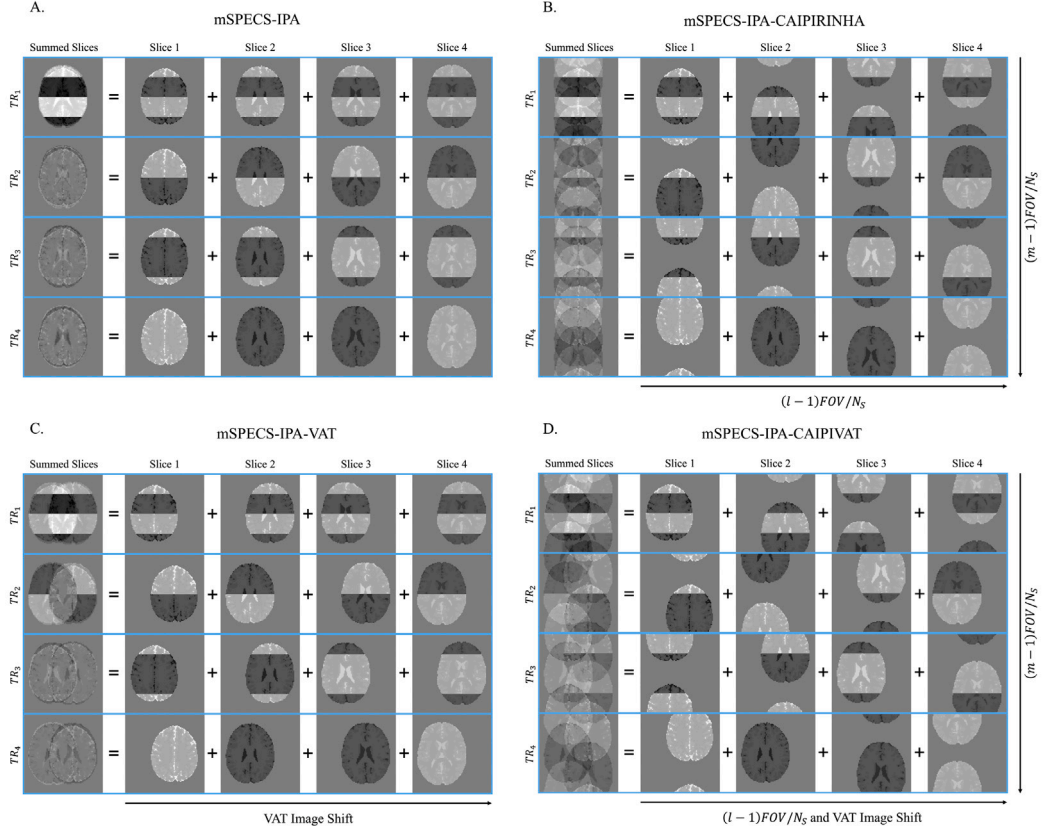 A.
mSPECS-IPA
Summed Slices Slice 1 Slice 2 Slice 3 Slice 4
TR₁ = + + +
TR₂ = + + +
TR₃ = + + +
TR₄ = + + +
B.
mSPECS-IPA-CAIPIRINHA
Summed Slices Slice 1 Slice 2 Slice 3 Slice 4
TR₁ = + + +
TR₂ = + + +
TR₃ = + + +
TR₄ = + + +
(m − 1)FOV/Nₛ
(l − 1)FOV/Nₛ
C.
mSPECS-IPA-VAT
Summed Slices Slice 1 Slice 2 Slice 3 Slice 4
TR₁ = + + +
TR₂ = + + +
TR₃ = + + +
TR₄ = + + +
VAT Image Shift
D.
mSPECS-IPA-CAIPIVAT
Summed Slices Slice 1 Slice 2 Slice 3 Slice 4
TR₁ = + + +
TR₂ = + + +
TR₃ = + + +
TR₄ = + + +
(m − 1)FOV/Nₛ
(l − 1)FOV/Nₛ and VAT Image Shift